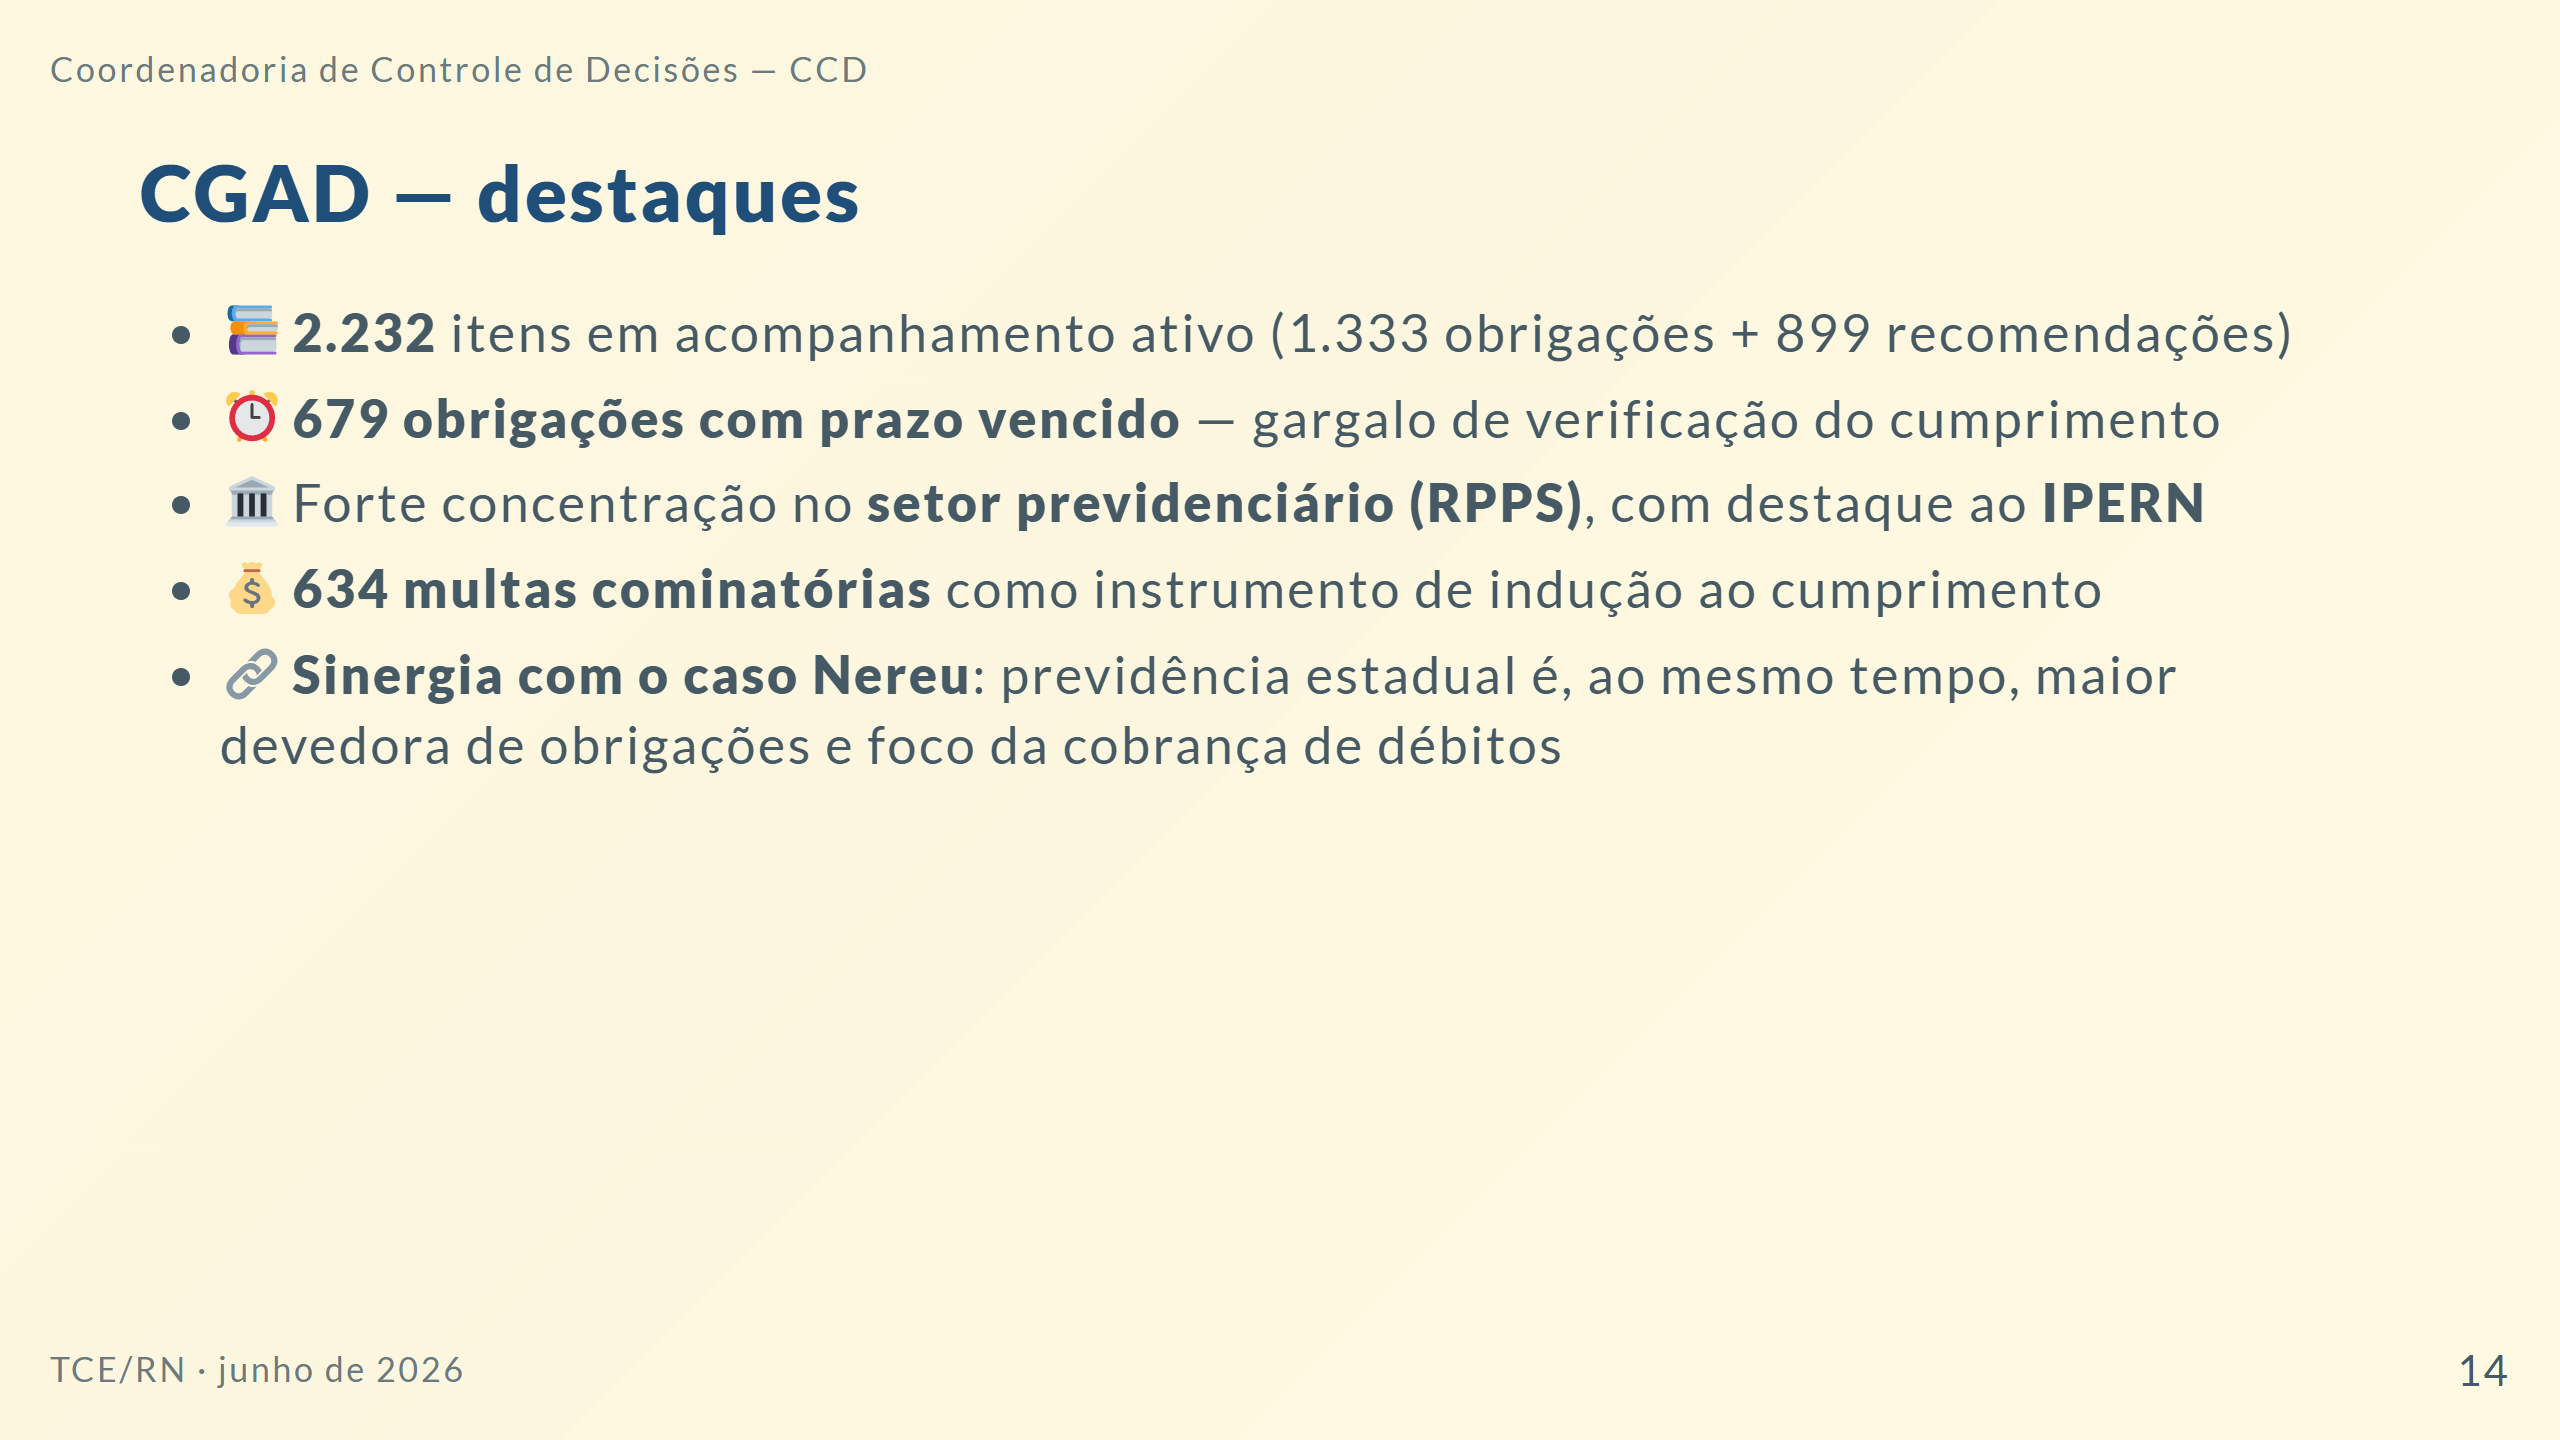 Coordenadoria de Controle de Decisões — CCD
CGAD — destaques
• 📚 2.232 itens em acompanhamento ativo (1.333 obrigações + 899 recomendações)
• ⏰ 679 obrigações com prazo vencido — gargalo de verificação do cumprimento
• 🏛️ Forte concentração no setor previdenciário (RPPS), com destaque ao IPERN
• 💰 634 multas cominatórias como instrumento de indução ao cumprimento
• 🔗 Sinergia com o caso Nereu: previdência estadual é, ao mesmo tempo, maior
devedora de obrigações e foco da cobrança de débitos
TCE/RN · junho de 2026
14